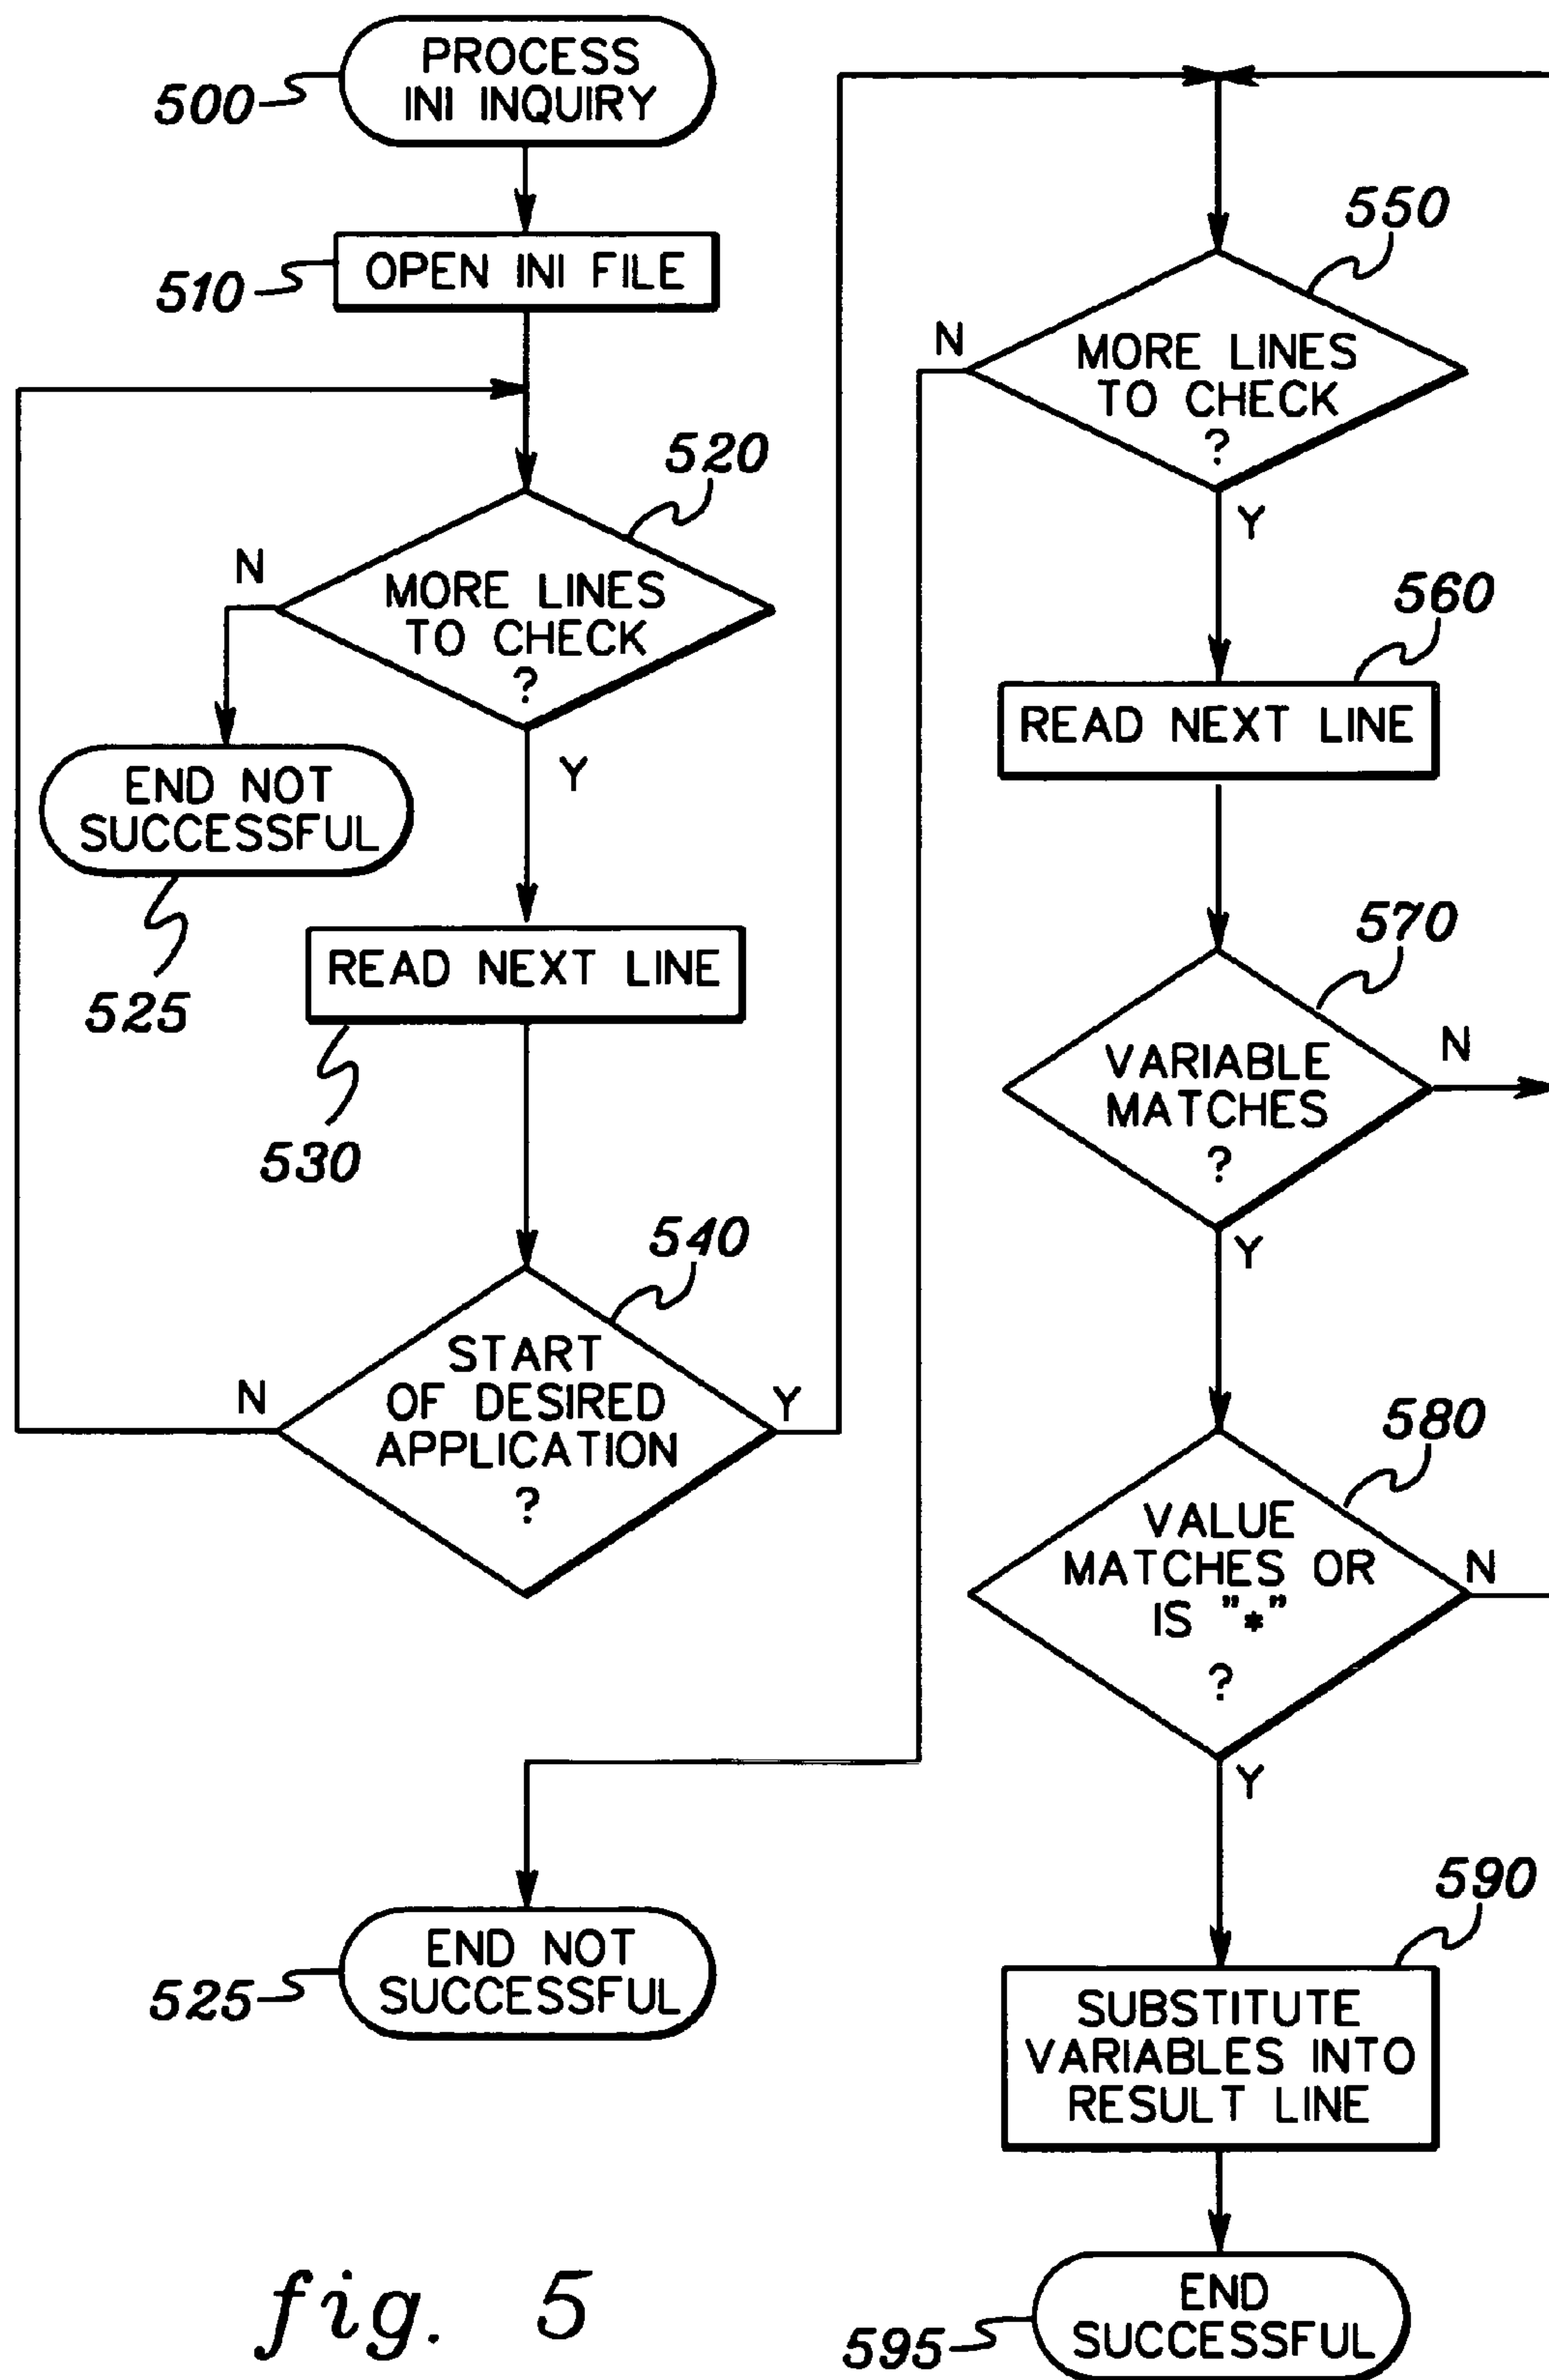 PROCESS
INI INQUIRY
500
OPEN INI FILE
510
520
N
MORE LINES
TO CHECK
?
Y
END NOT
SUCCESSFUL
525
READ NEXT LINE
530
540
START
OF DESIRED
APPLICATION
?
N
Y
550
N
MORE LINES
TO CHECK
?
Y
560
READ NEXT LINE
570
VARIABLE
MATCHES
?
N
Y
580
VALUE
MATCHES OR
IS "*"
?
N
Y
END NOT
SUCCESSFUL
525
590
SUBSTITUTE
VARIABLES INTO
RESULT LINE
END
SUCCESSFUL
595
fig. 5